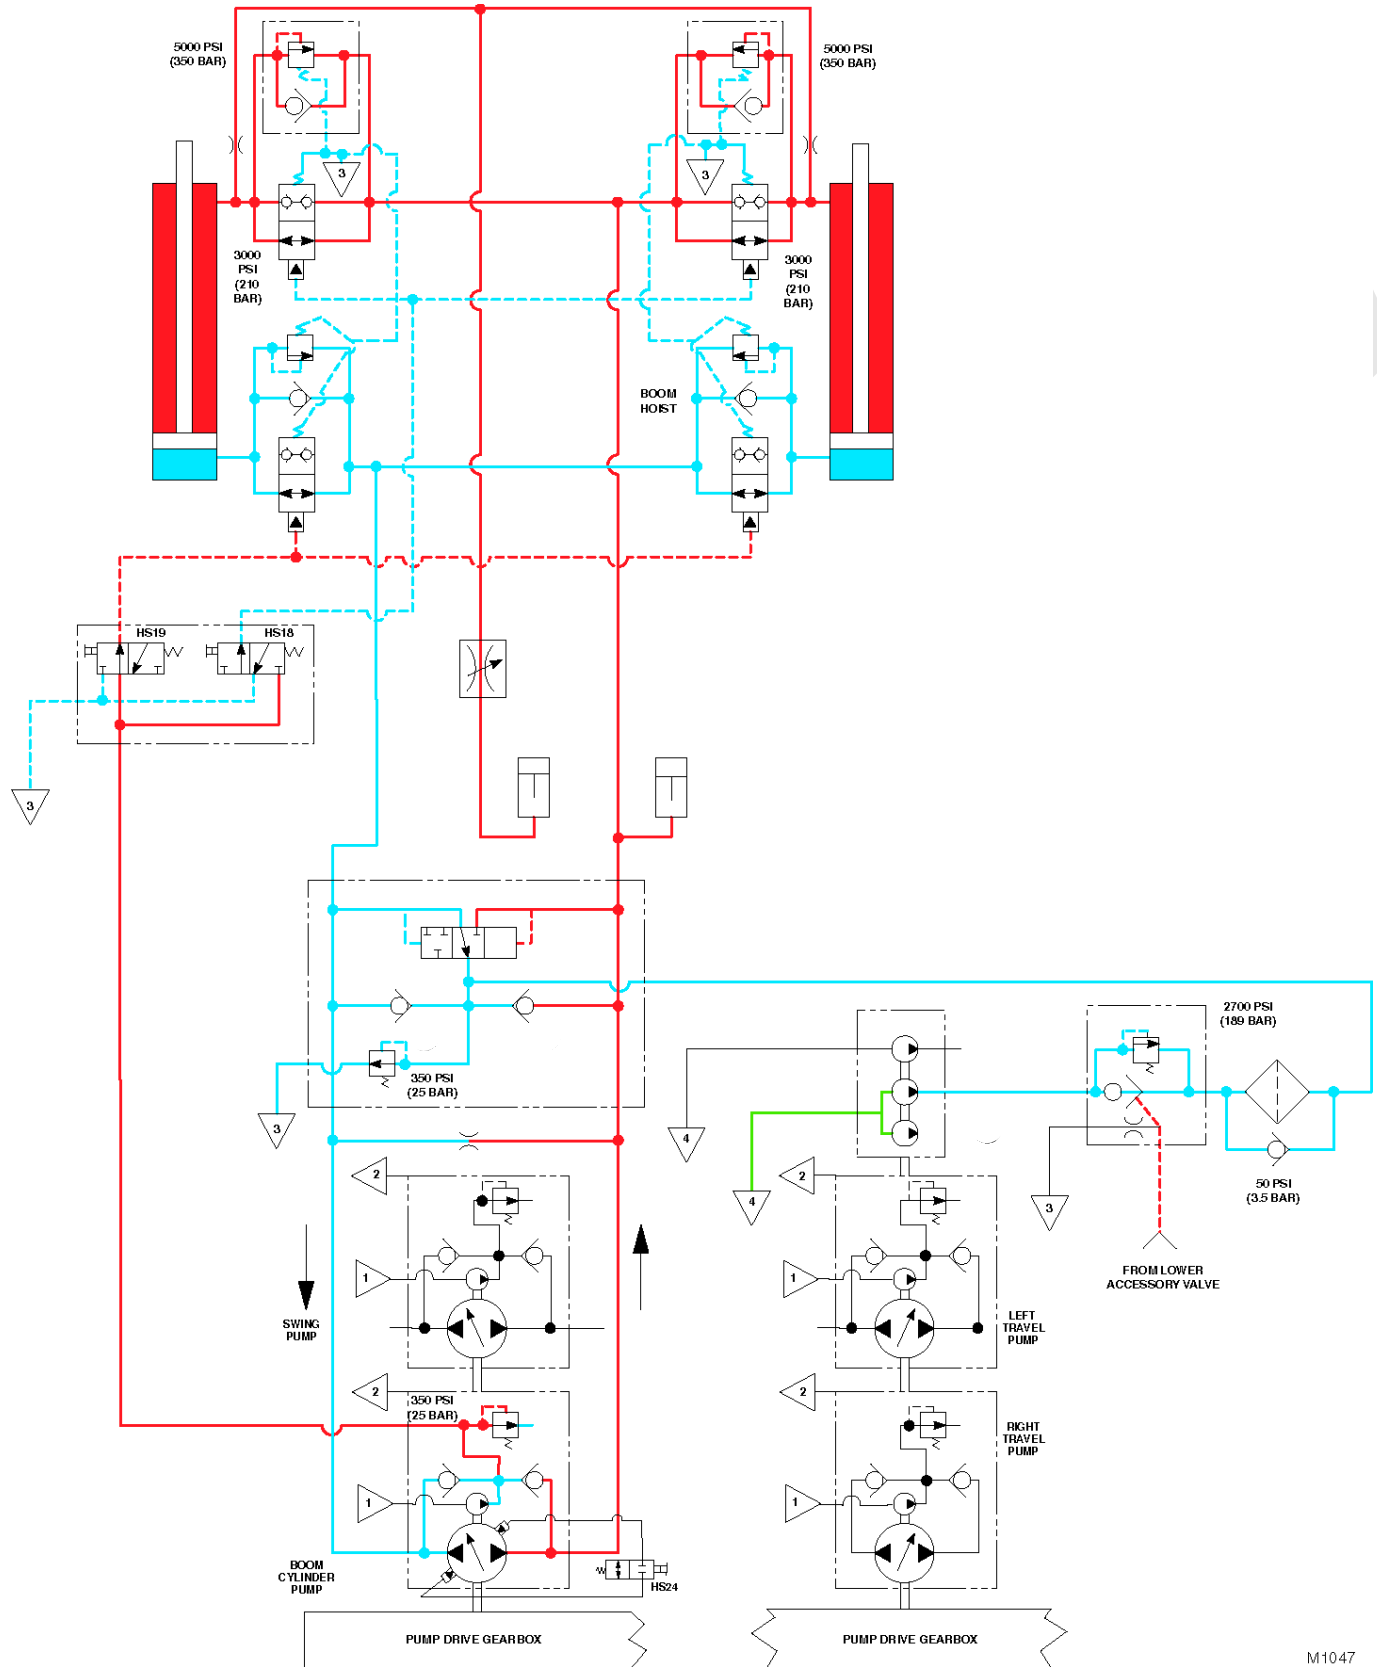 5000 PSI
(350 BAR)
5000 PSI
(350 BAR)
3
3
3000
PSI
(210
BAR)
3000
PSI
(210
BAR)
BOOM
HOIST
HS19
HS18
3
350 PSI
(25 BAR)
3
2700 PSI
(189 BAR)
4
4
3
50 PSI
(3.5 BAR)
FROM LOWER
ACCESSORY VALVE
2
2
1
1
SWING
PUMP
LEFT
TRAVEL
PUMP
2
2
350 PSI
(25 BAR)
RIGHT
TRAVEL
PUMP
1
1
BOOM
CYLINDER
PUMP
HS24
PUMP DRIVE GEARBOX
PUMP DRIVE GEARBOX
M1047